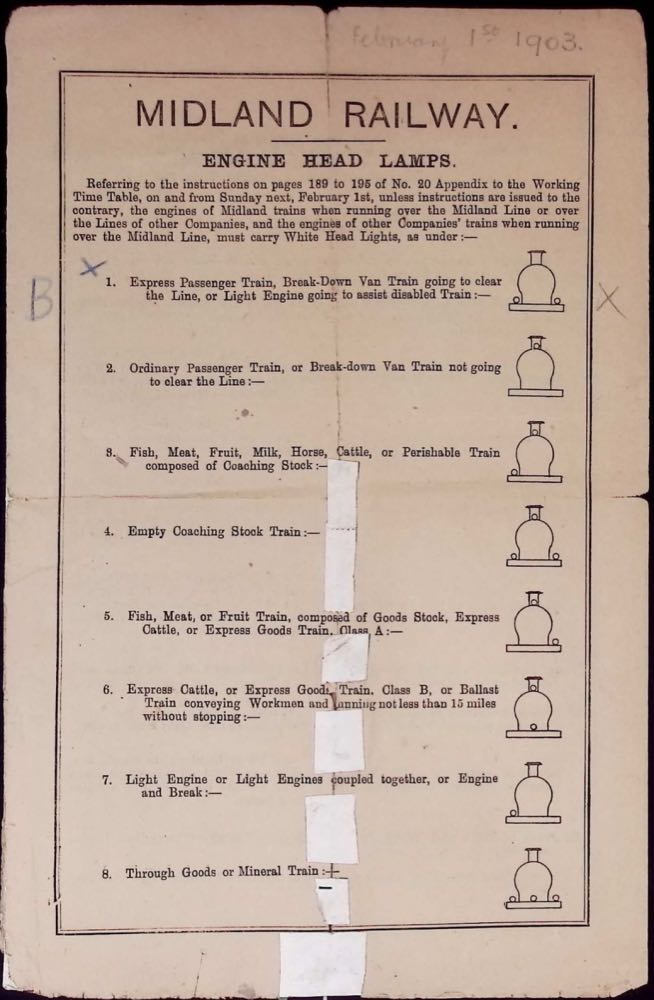 February 1st 1903.
MIDLAND RAILWAY.
ENGINE HEAD LAMPS.
Referring to the instructions on pages 189 to 195 of No. 20 Appendix to the Working
Time Table, on and from Sunday next, February 1st, unless instructions are issued to the
contrary, the engines of Midland trains when running over the Midland Line or over
the Lines of other Companies, and the engines of other Companies' trains when running
over the Midland Line, must carry White Head Lights, as under :—
B X
1. Express Passenger Train, Break-Down Van Train going to clear
the Line, or Light Engine going to assist disabled Train :—
X
2. Ordinary Passenger Train, or Break-down Van Train not going
to clear the Line :—
3. Fish, Meat, Fruit, Milk, Horse, Cattle, or Perishable Train
composed of Coaching Stock :—
4. Empty Coaching Stock Train :—
5. Fish, Meat, or Fruit Train, composed of Goods Stock, Express
Cattle, or Express Goods Train. Class A :—
6. Express Cattle, or Express Goods Train. Class B, or Ballast
Train conveying Workmen and running not less than 15 miles
without stopping :—
7. Light Engine or Light Engines coupled together, or Engine
and Break :—
8. Through Goods or Mineral Train :—